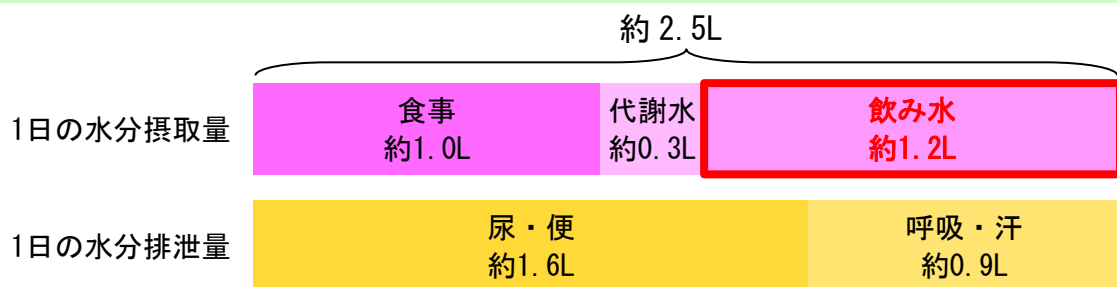 約2.5L
1日の水分摂取量
食事
約1.0L
代謝水
約0.3L
飲み水
約1.2L
1日の水分排泄量
尿・便
約1.6L
呼吸・汗
約0.9L